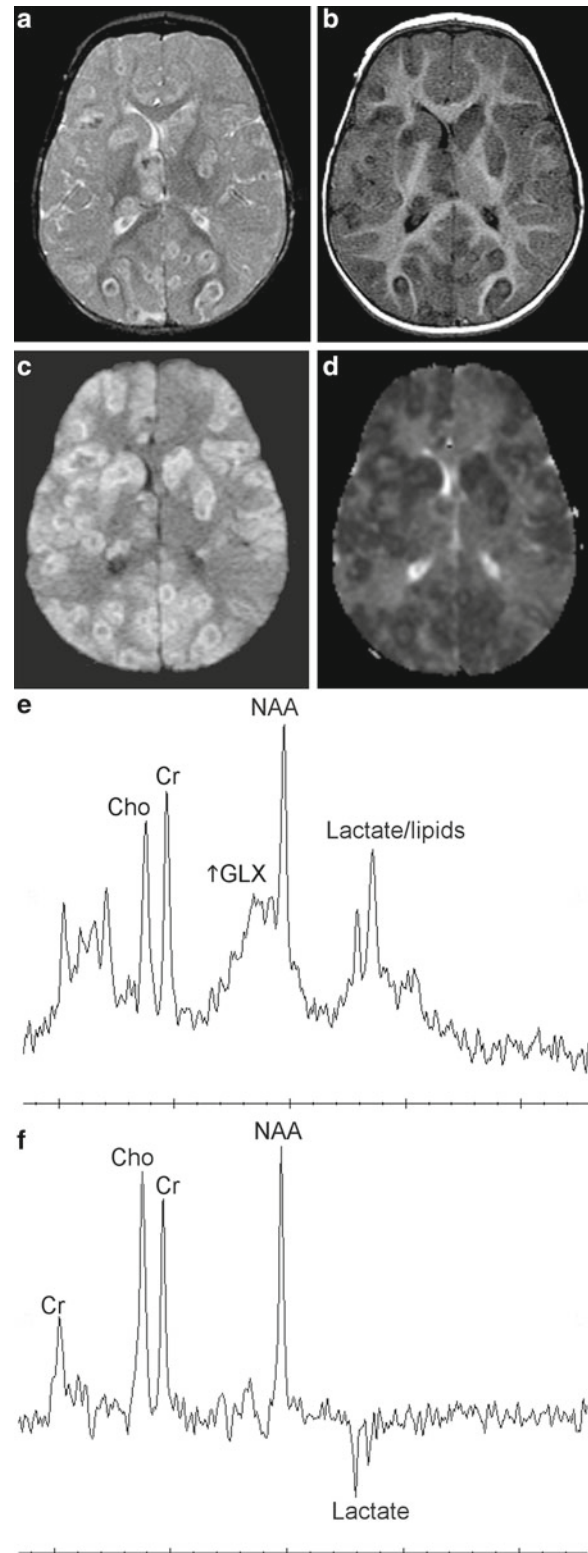 a
b
c
d
e
NAA
Cr
Cho
Lactate/lipids
↑GLX
f
NAA
Cho
Cr
Cr
Lactate